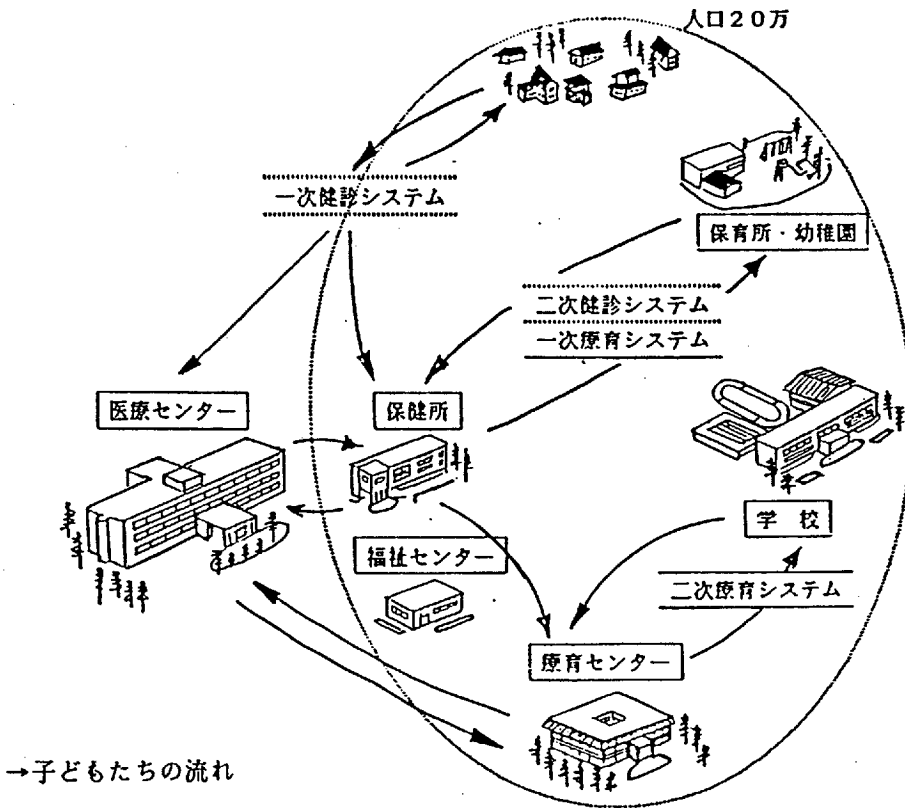 人口20万
一次健診システム
保育所・幼稚園
二次健診システム
一次療育システム
医療センター
保健所
学校
福祉センター
二次療育システム
療育センター
→子どもたちの流れ